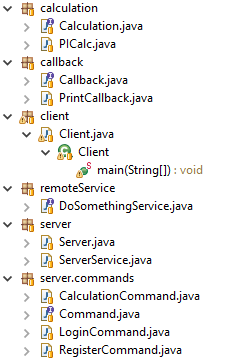 calculation
Calculation.java
PICalc.java
callback
Callback.java
PrintCallback.java
client
Client.java
Client
main(String[]) : void
remoteService
DoSomethingService.java
server
Server.java
ServerService.java
server.commands
CalculationCommand.java
Command.java
LoginCommand.java
RegisterCommand.java